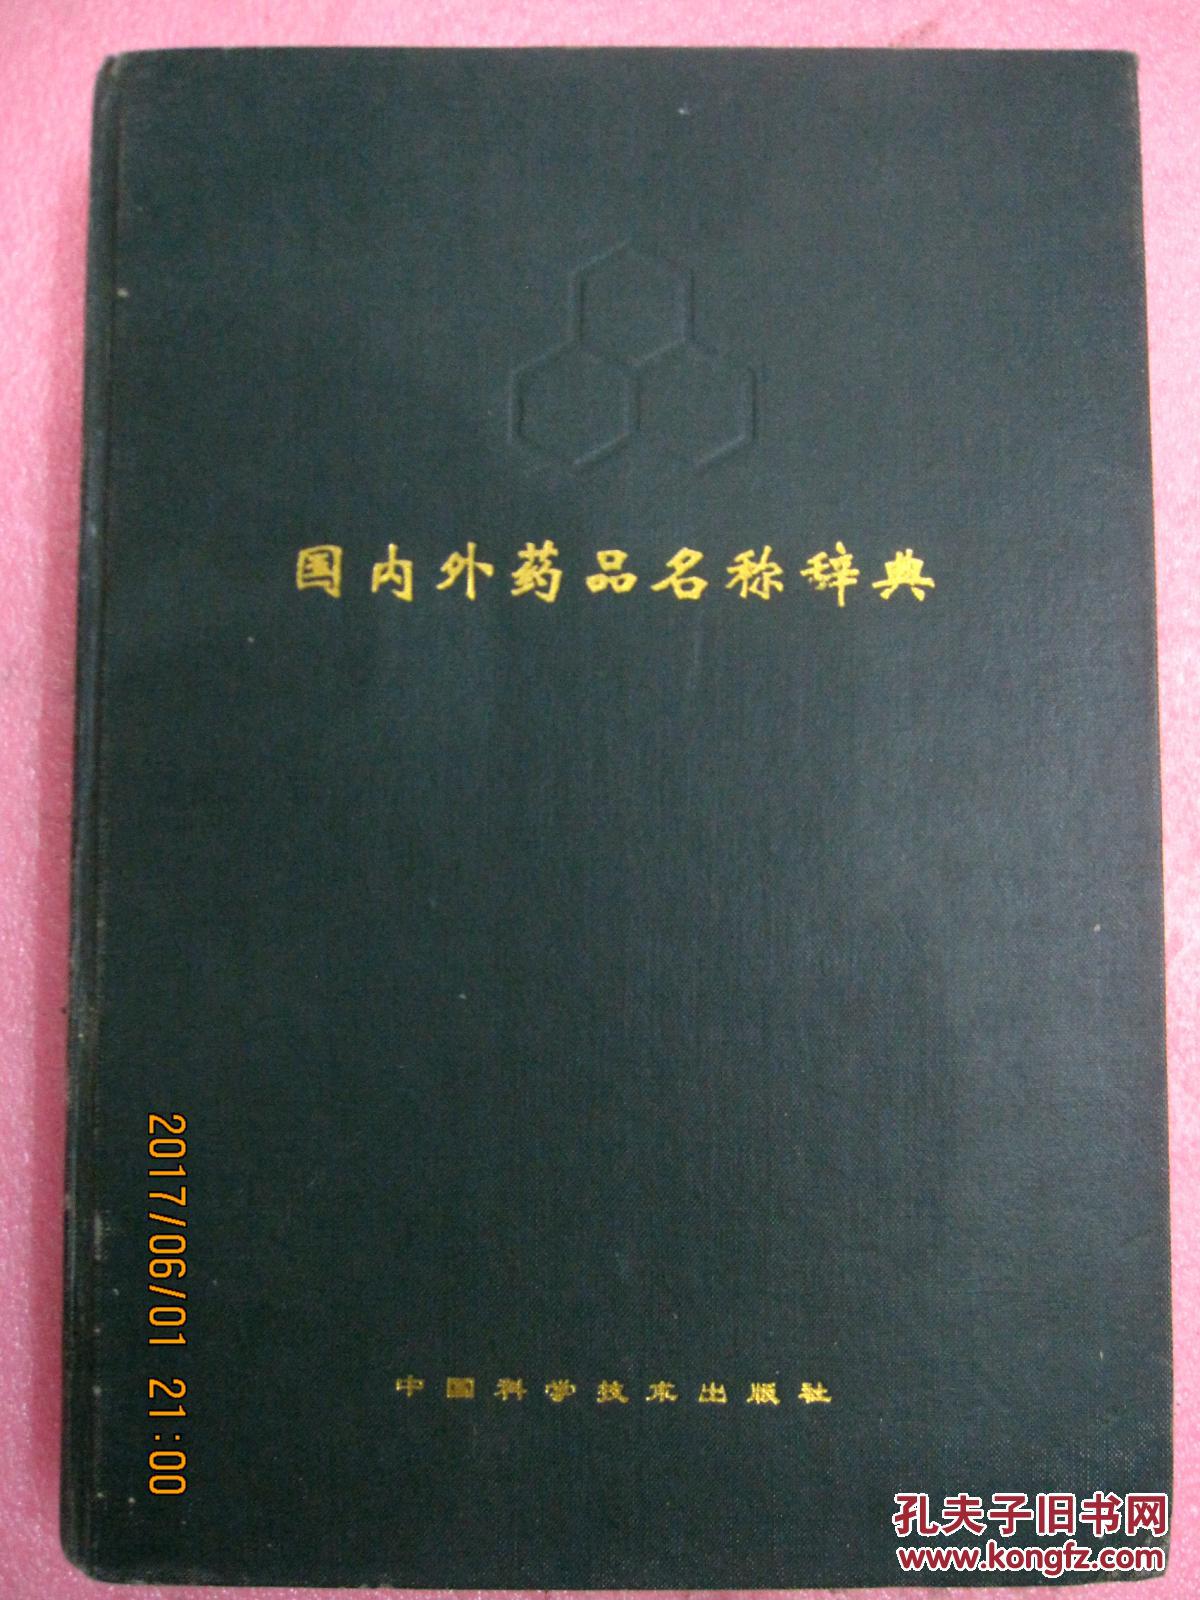 国内外药品名称辞典
中国科学技术出版社
2017/06/01 21:00
孔夫子旧书网
www.kongfz.com